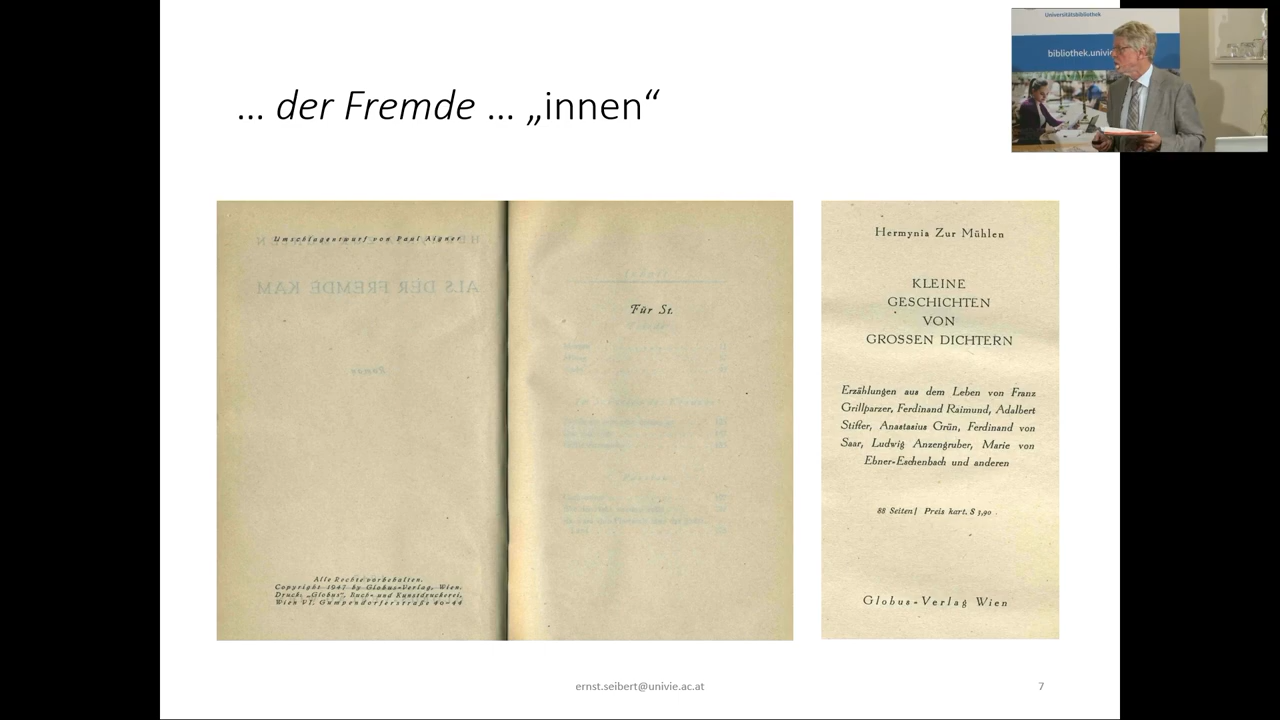 Universitätsbibliothek
bibliothek.univie
... der Fremde ... „innen“
Umschlagentwurf von Paul Aigner
ALS DER FREMDE KAM
Roman
Alle Rechte vorbehalten.
Copyright 1947 by Globus-Verlag, Wien.
Druck: „Globus“, Buch- und Kunstdruckerei,
Wien VI, Gumpendorferstraße 40-44
Für St.
Hermynia Zur Mühlen
KLEINE
GESCHICHTEN
VON
GROSSEN DICHTERN
Erzählungen aus dem Leben von Franz
Grillparzer, Ferdinand Raimund, Adalbert
Stifter, Anastasius Grün, Ferdinand von
Saar, Ludwig Anzengruber, Marie von
Ebner-Eschenbach und anderen
88 Seiten / Preis kart. S 3,90
Globus-Verlag Wien
ernst.seibert@univie.ac.at
7